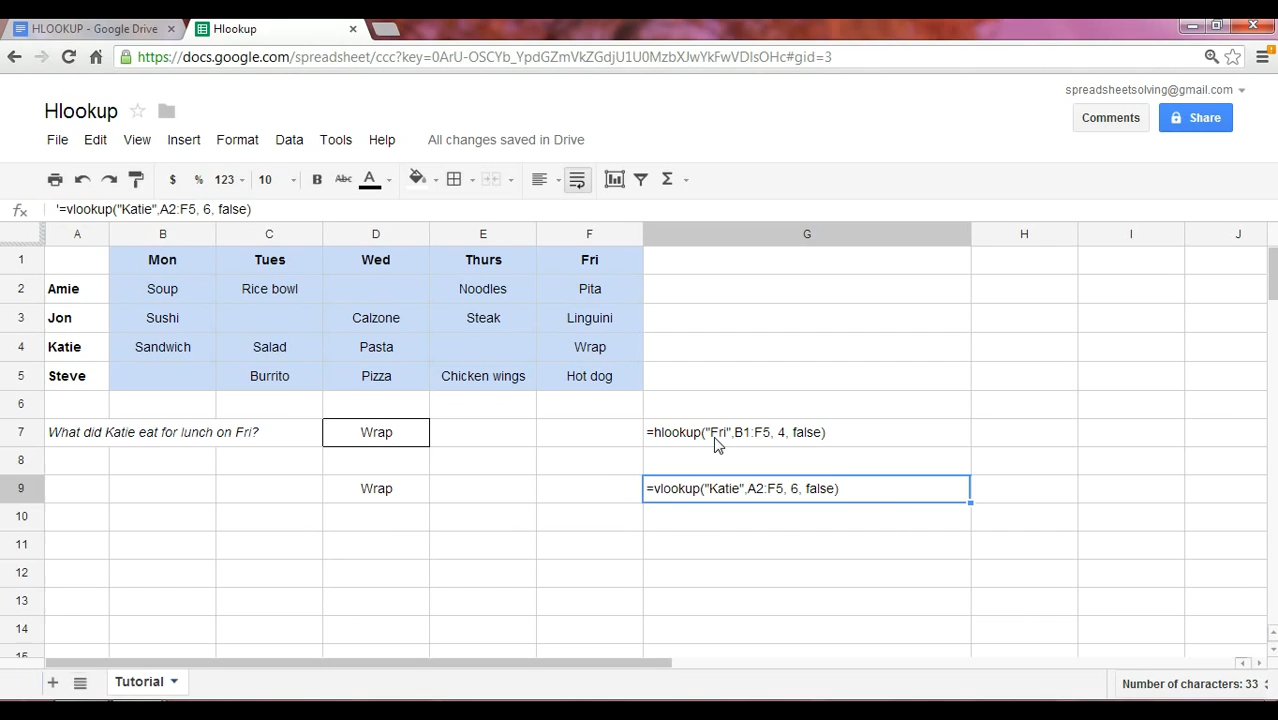 HLOOKUP - Google Drive × Hlookup ×
https://docs.google.com/spreadsheet/ccc?key=0ArU-OSCYb_YpdGZmVkZGdjU1U0MzbXJwYkFwVDlsOHc#gid=3
spreadsheetsolving@gmail.com
Hlookup
Comments Share
File Edit View Insert Format Data Tools Help All changes saved in Drive
$ % 123 10 B Abc A Σ
fx '=vlookup("Katie",A2:F5, 6, false)
A B C D E F G H I J
1 Mon Tues Wed Thurs Fri
2 Amie Soup Rice bowl Noodles Pita
3 Jon Sushi Calzone Steak Linguini
4 Katie Sandwich Salad Pasta Wrap
5 Steve Burrito Pizza Chicken wings Hot dog
6
7 What did Katie eat for lunch on Fri? Wrap =hlookup("Fri",B1:F5, 4, false)
8
9 Wrap =vlookup("Katie",A2:F5, 6, false)
10
11
12
13
14
15
Tutorial Number of characters: 33